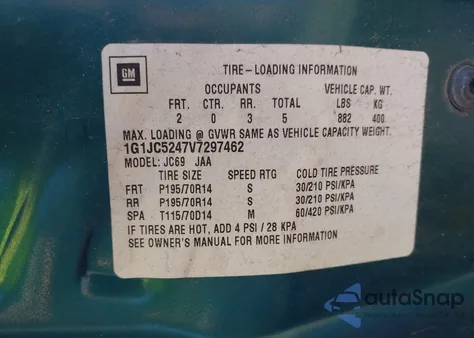 GM
TIRE-LOADING INFORMATION
OCCUPANTS VEHICLE CAP. WT.
FRT. CTR. RR. TOTAL LBS KG
2 0 3 5 882 400
MAX. LOADING @ GVWR SAME AS VEHICLE CAPACITY WEIGHT.
1G1JC5247V7297462
MODEL: JC69 JAA
TIRE SIZE SPEED RTG COLD TIRE PRESSURE
FRT P195/70R14 S 30/210 PSI/KPA
RR P195/70R14 S 30/210 PSI/KPA
SPA T115/70D14 M 60/420 PSI/KPA
IF TIRES ARE HOT, ADD 4 PSI / 28 KPA
SEE OWNER'S MANUAL FOR MORE INFORMATION
autaSnap